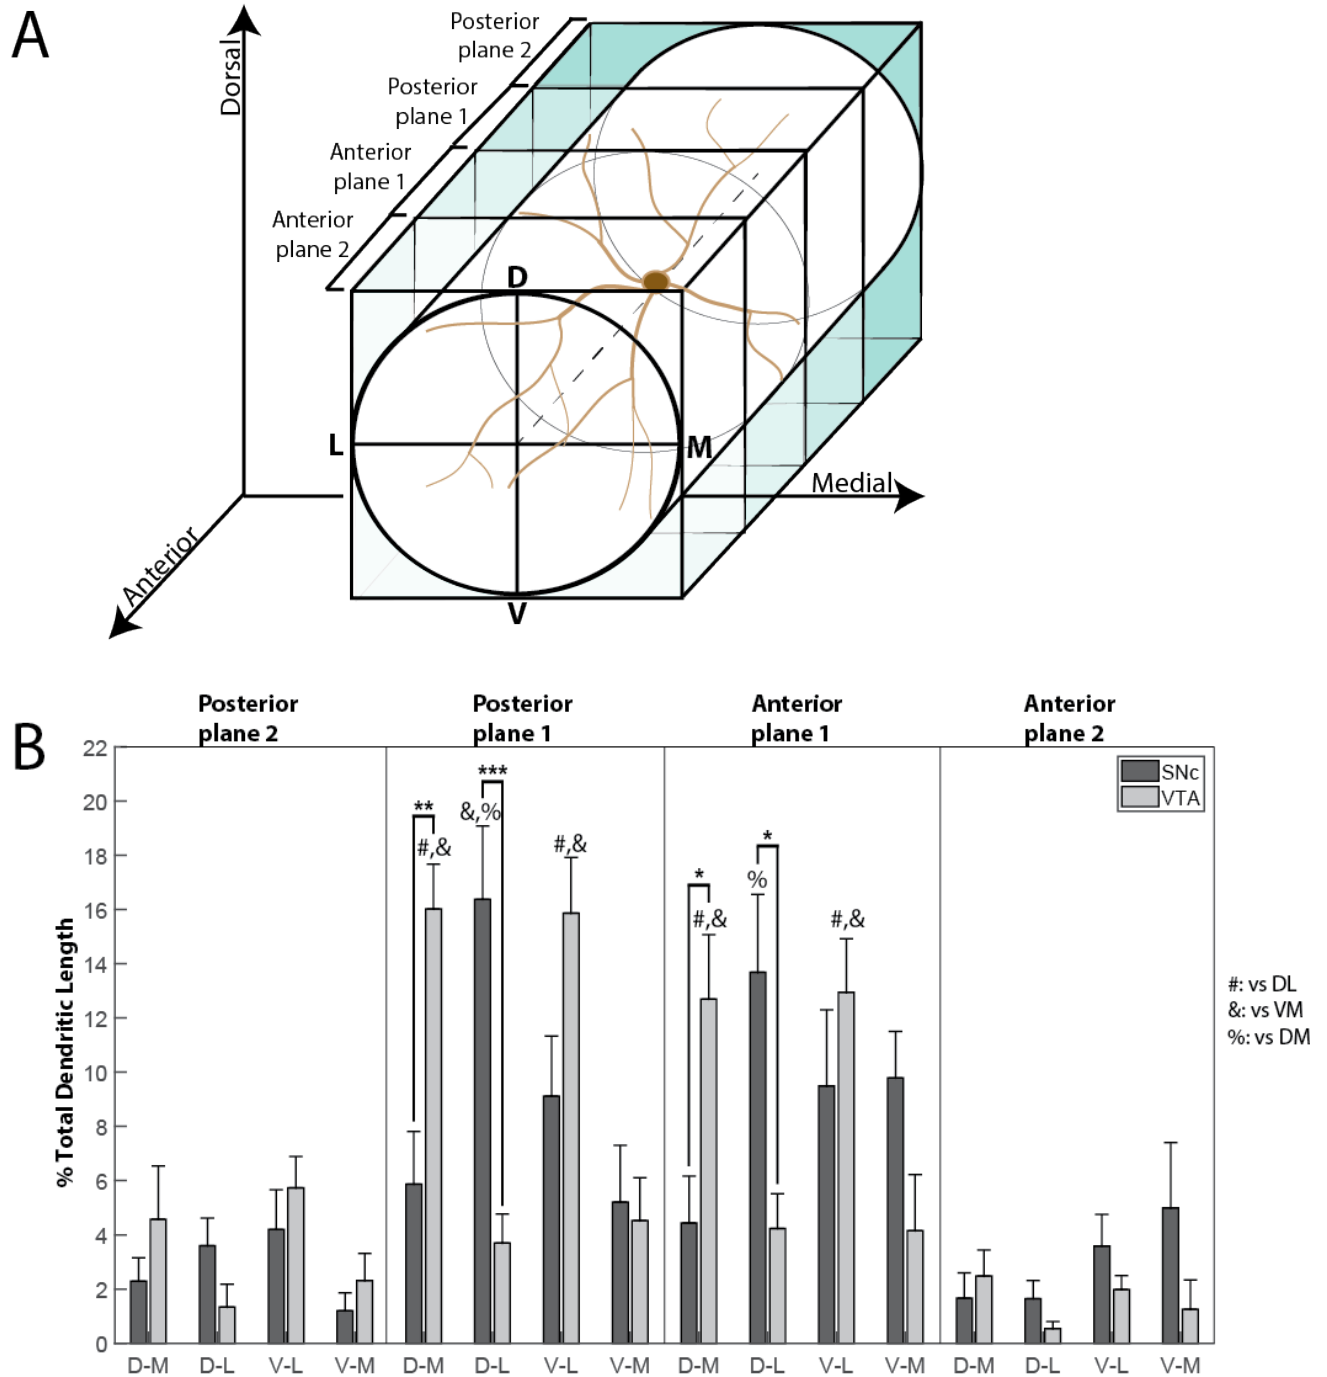 A
Posterior
plane 2
Posterior
plane 1
Anterior
plane 1
Anterior
plane 2
Dorsal
D
L
M
V
Medial
Anterior
B
Posterior
plane 2
Posterior
plane 1
Anterior
plane 1
Anterior
plane 2
SNc
VTA
% Total Dendritic Length
22
20
18
16
14
12
10
8
6
4
2
0
**
#,&
***
&,%
#,&
*
#,&
*
%
#,&
#: vs DL
&: vs VM
%: vs DM
D-M D-L V-L V-M D-M D-L V-L V-M D-M D-L V-L V-M D-M D-L V-L V-M